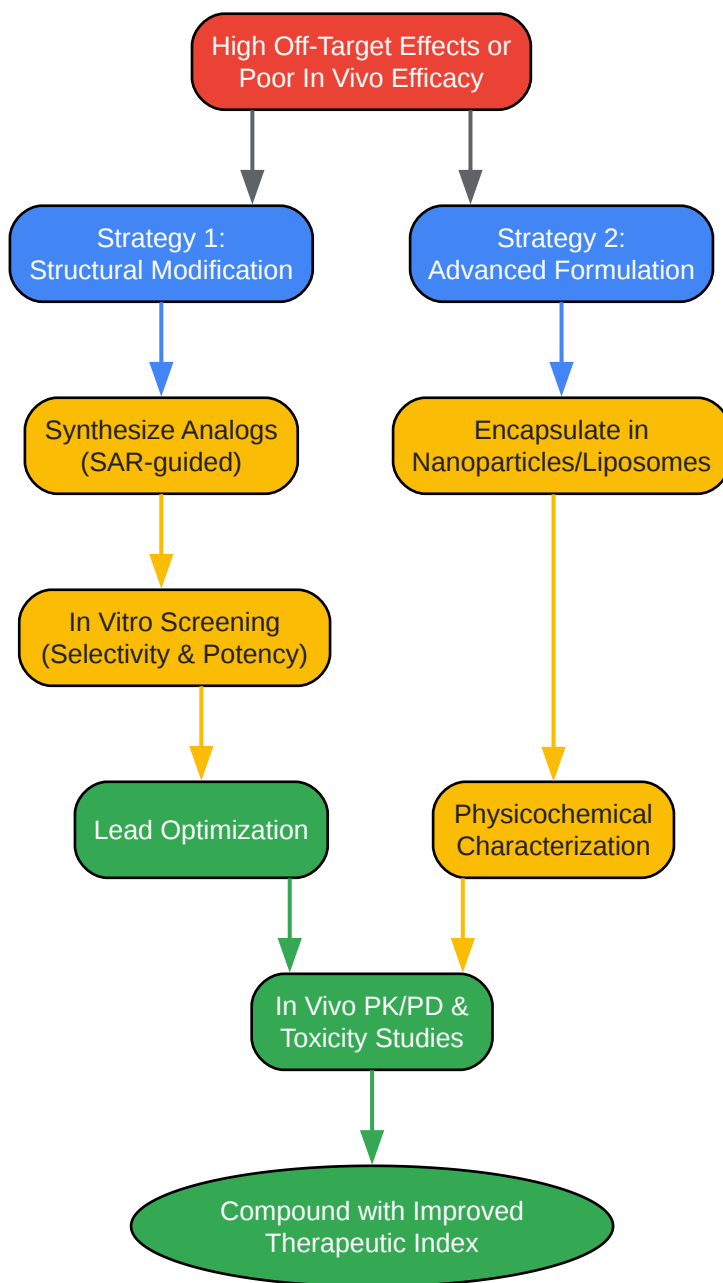 High Off-Target Effects or
Poor In Vivo Efficacy
Strategy 1:
Structural Modification
Strategy 2:
Advanced Formulation
Synthesize Analogs
(SAR-guided)
Encapsulate in
Nanoparticles/Liposomes
In Vitro Screening
(Selectivity & Potency)
Lead Optimization
Physicochemical
Characterization
In Vivo PK/PD &
Toxicity Studies
Compound with Improved
Therapeutic Index